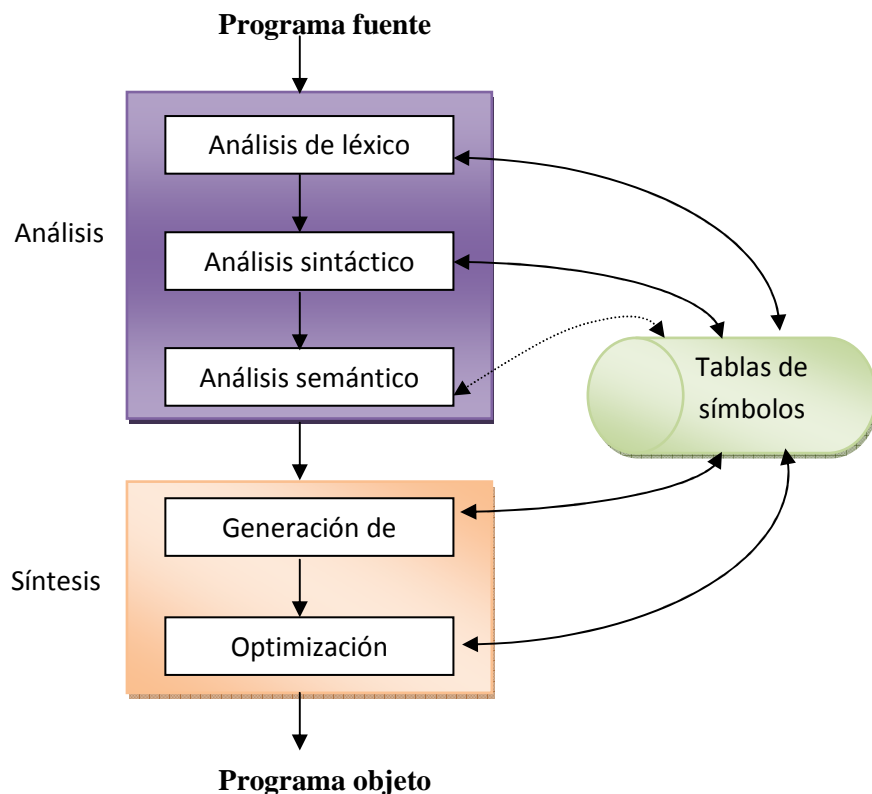 Programa fuente
Análisis de léxico
Análisis
Análisis sintáctico
Análisis semántico
Tablas de
símbolos
Generación de
Síntesis
Optimización
Programa objeto